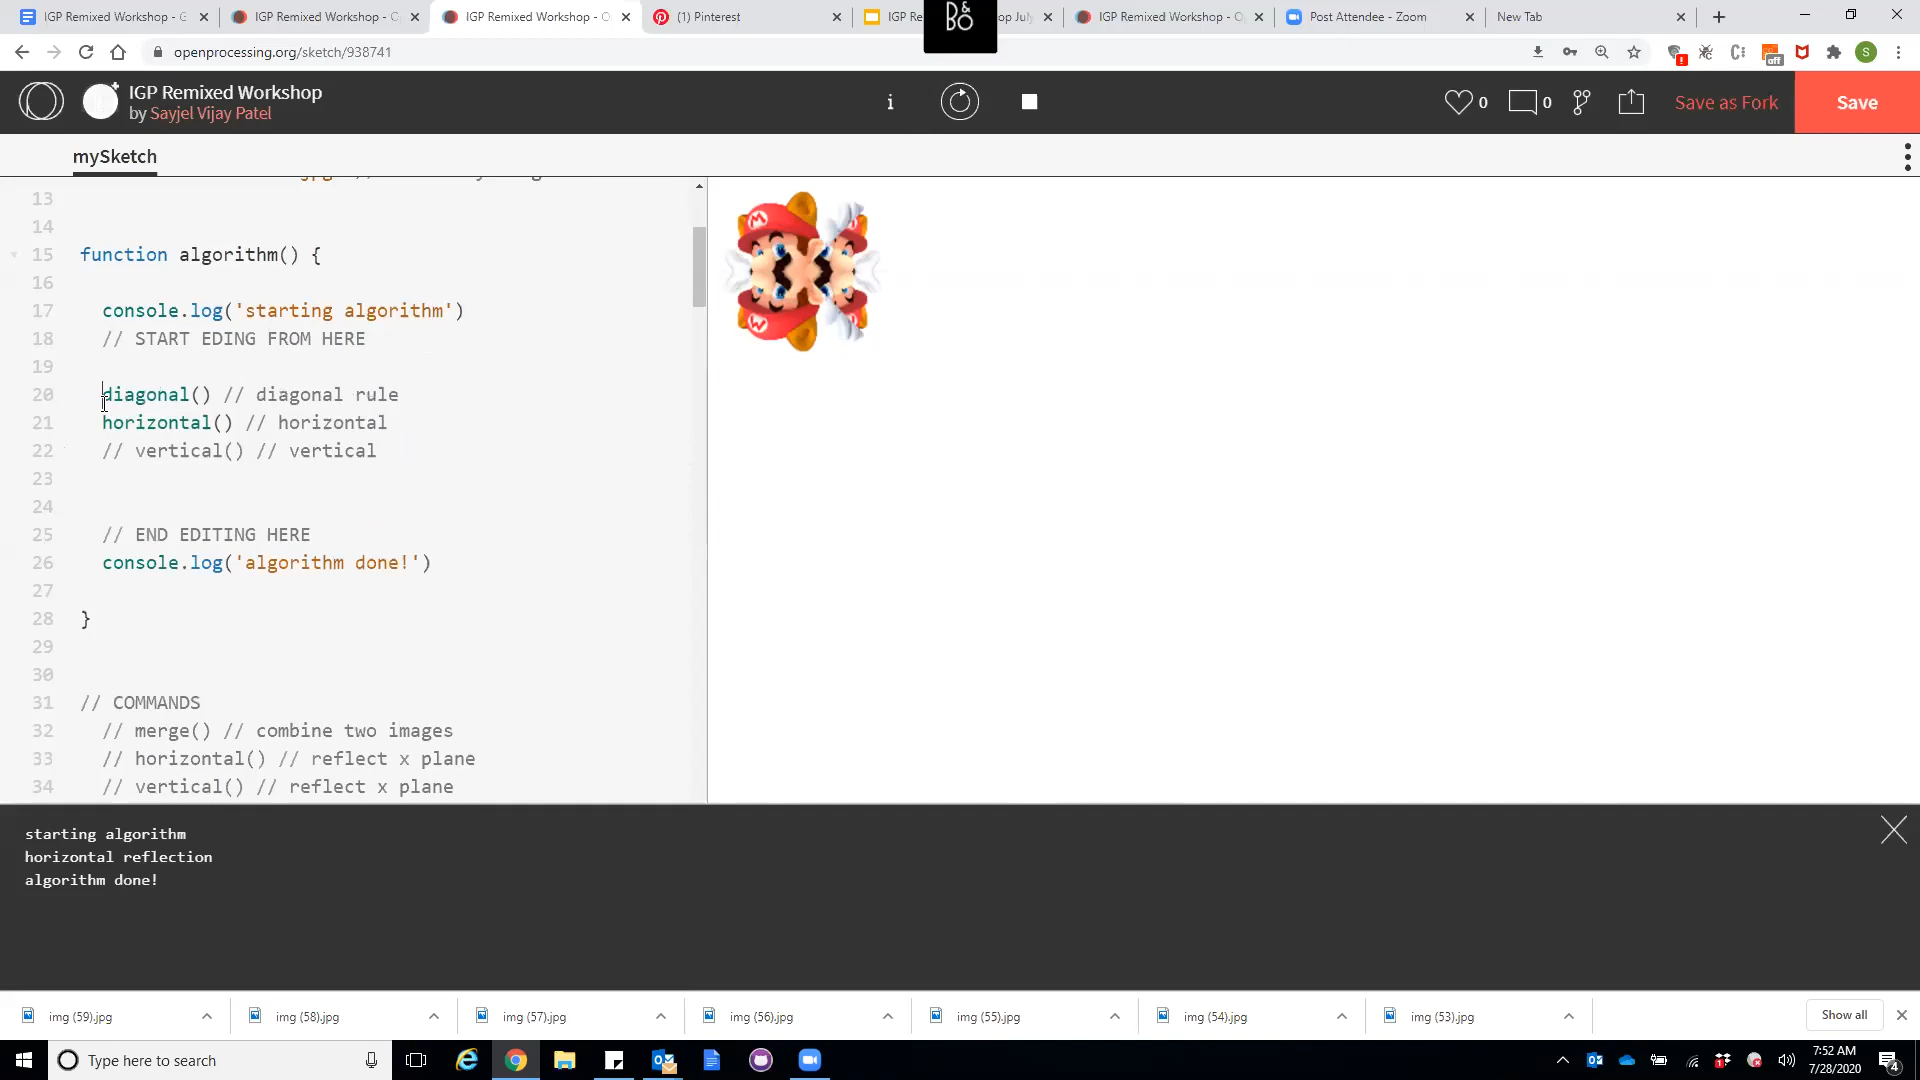 IGP Remixed Workshop - G
IGP Remixed Workshop - O
IGP Remixed Workshop - O
(1) Pinterest
IGP Re
op July
IGP Remixed Workshop - O
Post Attendee - Zoom
New Tab
B&O
openprocessing.org/sketch/938741
off
S
IGP Remixed Workshop
by Sayjel Vijay Patel
i
0
0
Save as Fork
Save
mySketch
13
14
15 function algorithm() {
16
17 console.log('starting algorithm')
18 // START EDING FROM HERE
19
20 diagonal() // diagonal rule
21 horizontal() // horizontal
22 // vertical() // vertical
23
24
25 // END EDITING HERE
26 console.log('algorithm done!')
27
28 }
29
30
31 // COMMANDS
32 // merge() // combine two images
33 // horizontal() // reflect x plane
34 // vertical() // reflect x plane
starting algorithm
horizontal reflection
algorithm done!
img (59).jpg
img (58).jpg
img (57).jpg
img (56).jpg
img (55).jpg
img (54).jpg
img (53).jpg
Show all
Type here to search
7:52 AM
7/28/2020
4